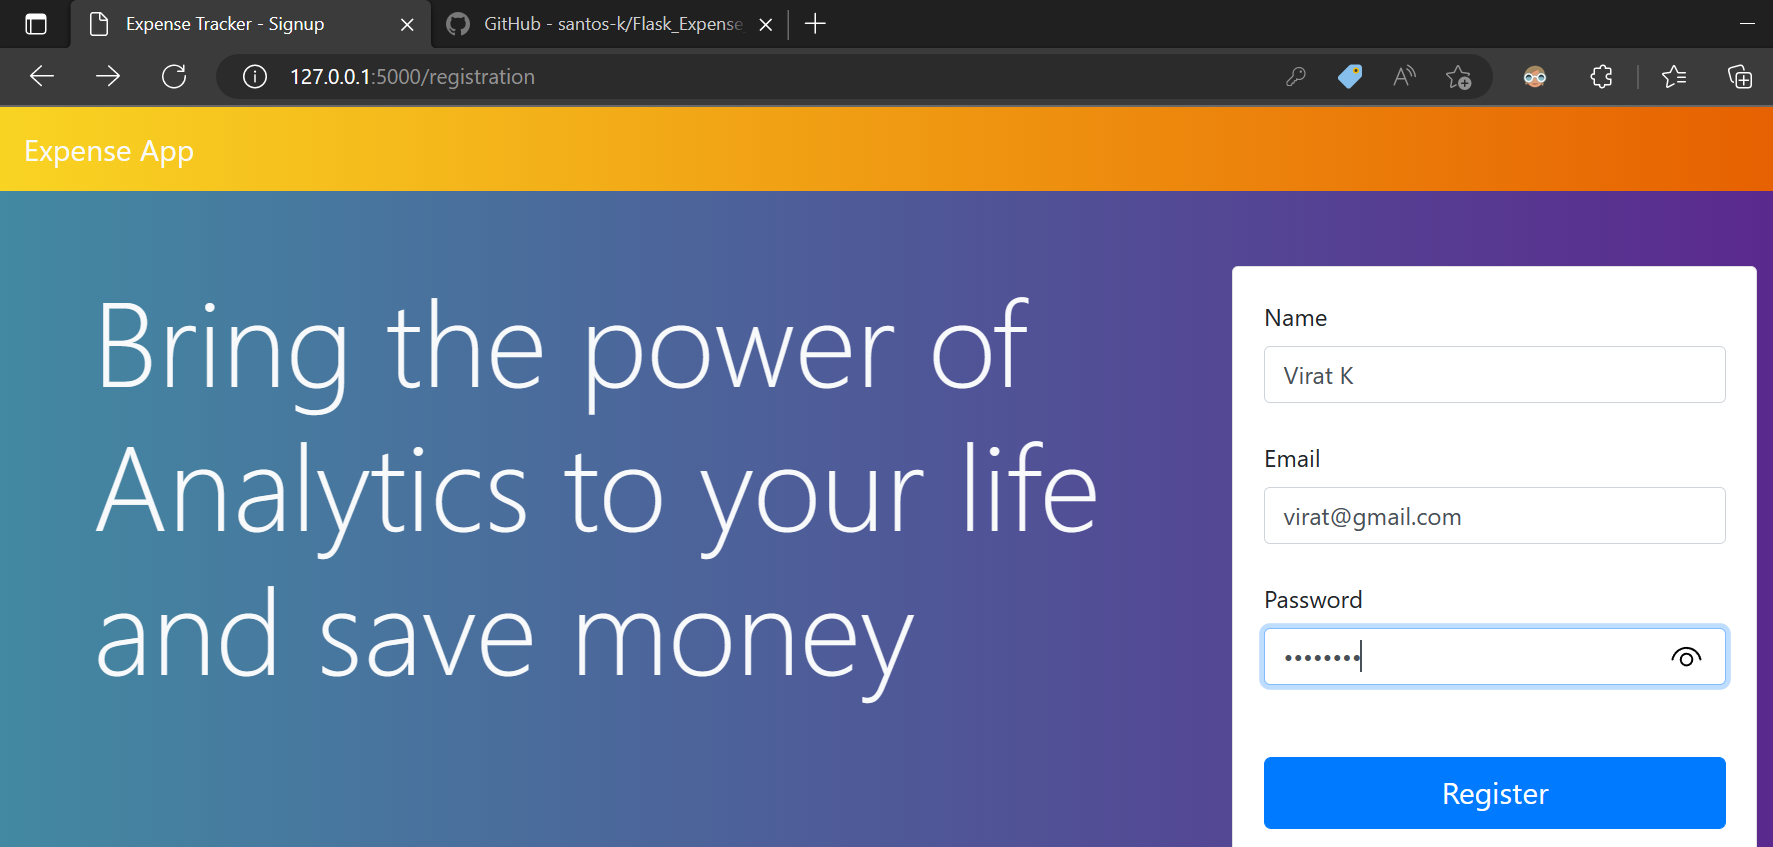 Expense Tracker - Signup
GitHub - santos-k/Flask_Expense
127.0.0.1:5000/registration
Expense App
Bring the power of
Analytics to your life
and save money
Name
Virat K
Email
virat@gmail.com
Password
••••••••
Register